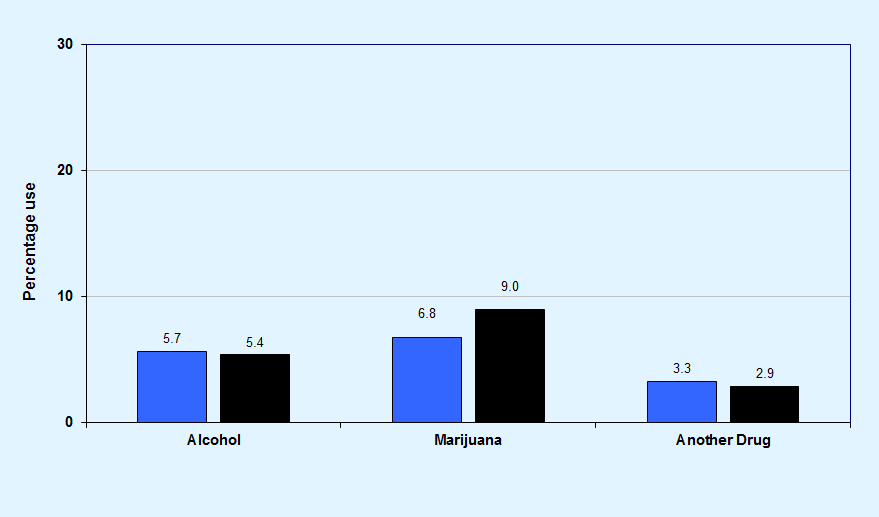 30
20
10
0
Percentage use
5.7
5.4
6.8
9.0
3.3
2.9
Alcohol
Marijuana
Another Drug